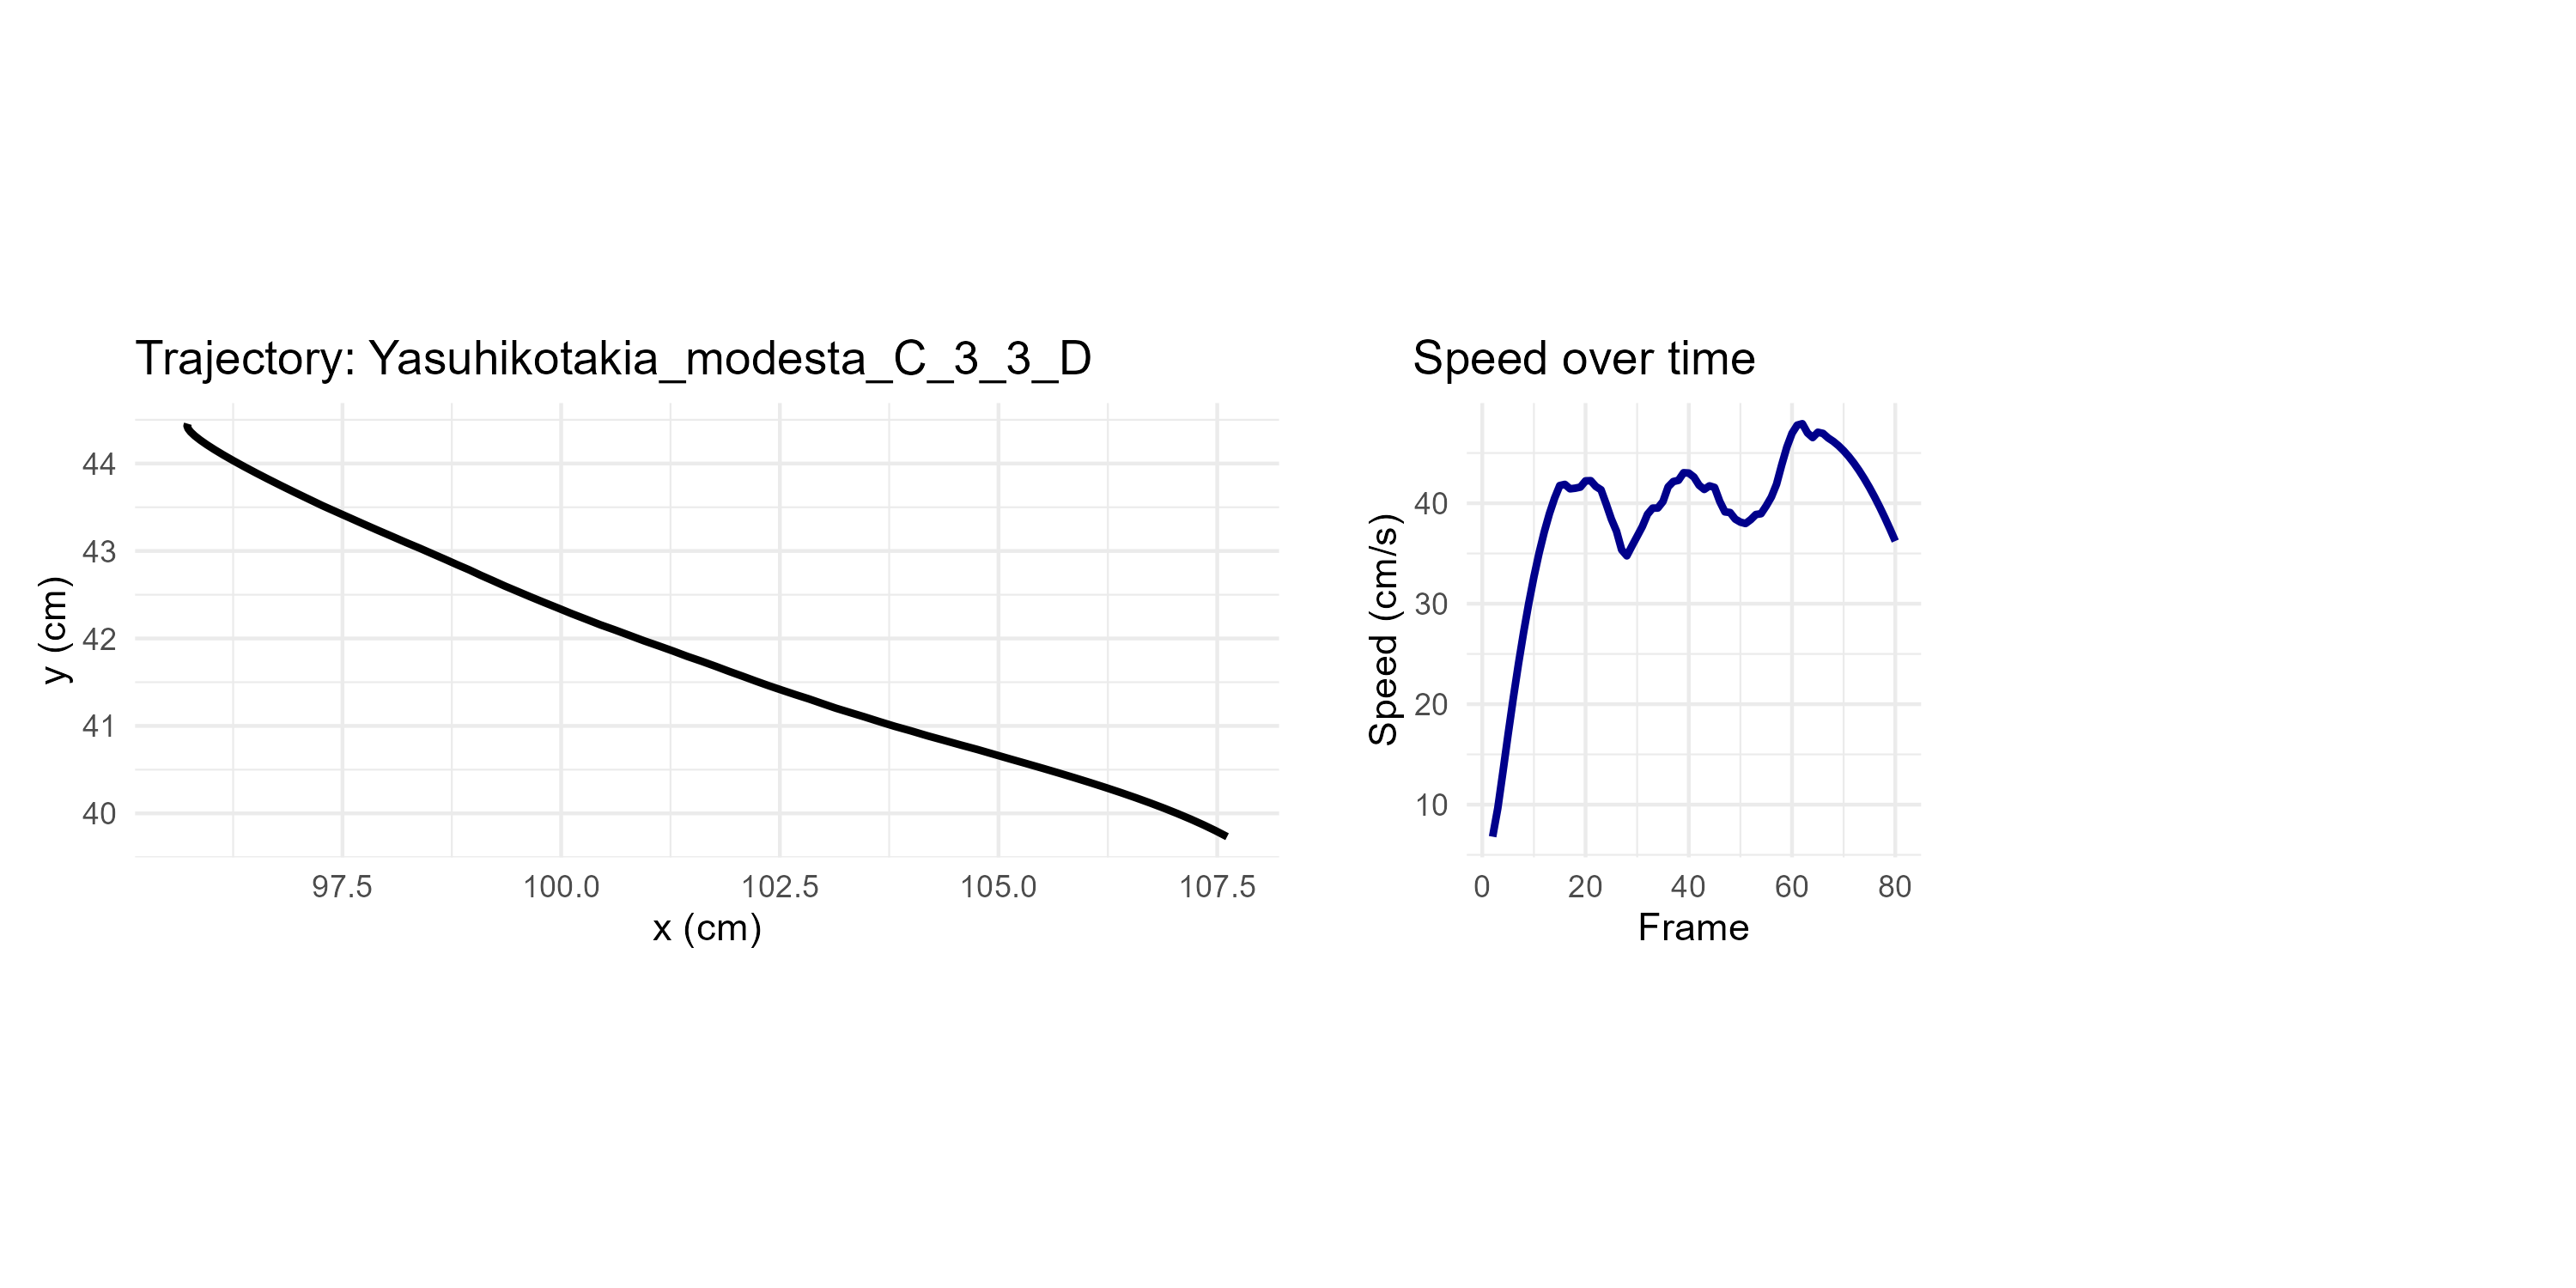 Trajectory: Yasuhikotakia_modesta_C_3_3_D
44
43
42
41
40
y (cm)
97.5 100.0 102.5 105.0 107.5
x (cm)
Speed over time
40
30
20
10
Speed (cm/s)
0 20 40 60 80
Frame